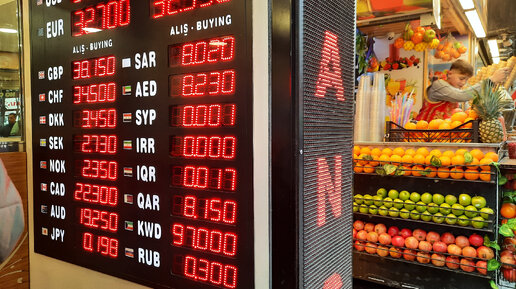 EUR 32.700
ALIŞ - BUYING
ALIŞ - BUYING
GBP 38.150
SAR 8.020
CHF 34.500
AED 8.230
DKK 3.450
SYP 0.001
SEK 2.730
IRR 0.000
NOK 2.350
IQR 0.017
CAD 22.300
QAR 8.150
AUD 19.250
KWD 97.000
JPY 0.198
RUB 0.300
A
N